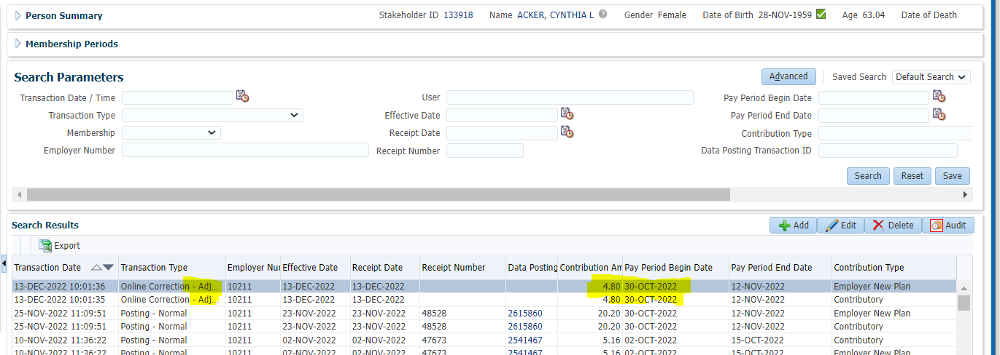 Person Summary Stakeholder ID 133918 Name ACKER, CYNTHIA L Gender Female Date of Birth 28-NOV-1959 Age 63.04 Date of Death
Membership Periods
Search Parameters Advanced Saved Search Default Search
Transaction Date / Time User Pay Period Begin Date
Transaction Type Effective Date Pay Period End Date
Membership Receipt Date Contribution Type
Employer Number Receipt Number Data Posting Transaction ID
Search Reset Save
Search Results Add Edit Delete Audit
Export
Transaction Date Transaction Type Employer Nu Effective Date Receipt Date Receipt Number Data Posting Contribution Am Pay Period Begin Date Pay Period End Date Contribution Type
13-DEC-2022 10:01:36 Online Correction - Adj... 10211 13-DEC-2022 13-DEC-2022 4.80 30-OCT-2022 12-NOV-2022 Employer New Plan
13-DEC-2022 10:01:35 Online Correction - Adj... 10211 13-DEC-2022 13-DEC-2022 4.80 30-OCT-2022 12-NOV-2022 Contributory
25-NOV-2022 11:09:51 Posting - Normal 10211 23-NOV-2022 23-NOV-2022 48528 2615860 20.20 30-OCT-2022 12-NOV-2022 Employer New Plan
25-NOV-2022 11:09:51 Posting - Normal 10211 23-NOV-2022 23-NOV-2022 48528 2615860 20.20 30-OCT-2022 12-NOV-2022 Contributory
10-NOV-2022 11:36:22 Posting - Normal 10211 02-NOV-2022 02-NOV-2022 47673 2541467 5.16 02-OCT-2022 15-OCT-2022 Contributory
10-NOV-2022 11:36:22 Posting - Normal 10211 02-NOV-2022 02-NOV-2022 47673 2541467 5.16 02-OCT-2022 15-OCT-2022 Employer New Plan